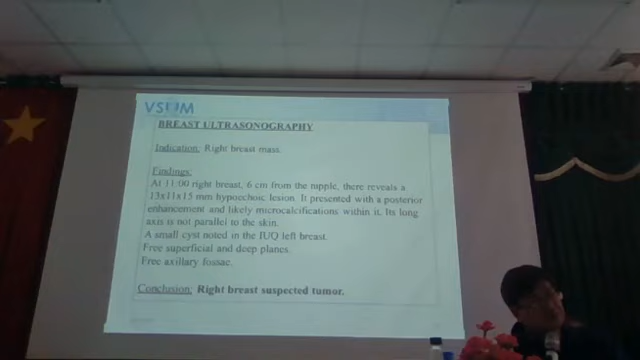 VSUM
BREAST ULTRASONOGRAPHY
Indication: Right breast mass.
Findings:
At 11:00 right breast, 6 cm from the nipple, there reveals a
13x11x15 mm hypoechoic lesion. It presented with a posterior
enhancement and likely microcalcifications within it. Its long
axis is not parallel to the skin.
A small cyst noted in the IUQ left breast.
Free superficial and deep planes.
Free axillary fossae.
Conclusion: Right breast suspected tumor.